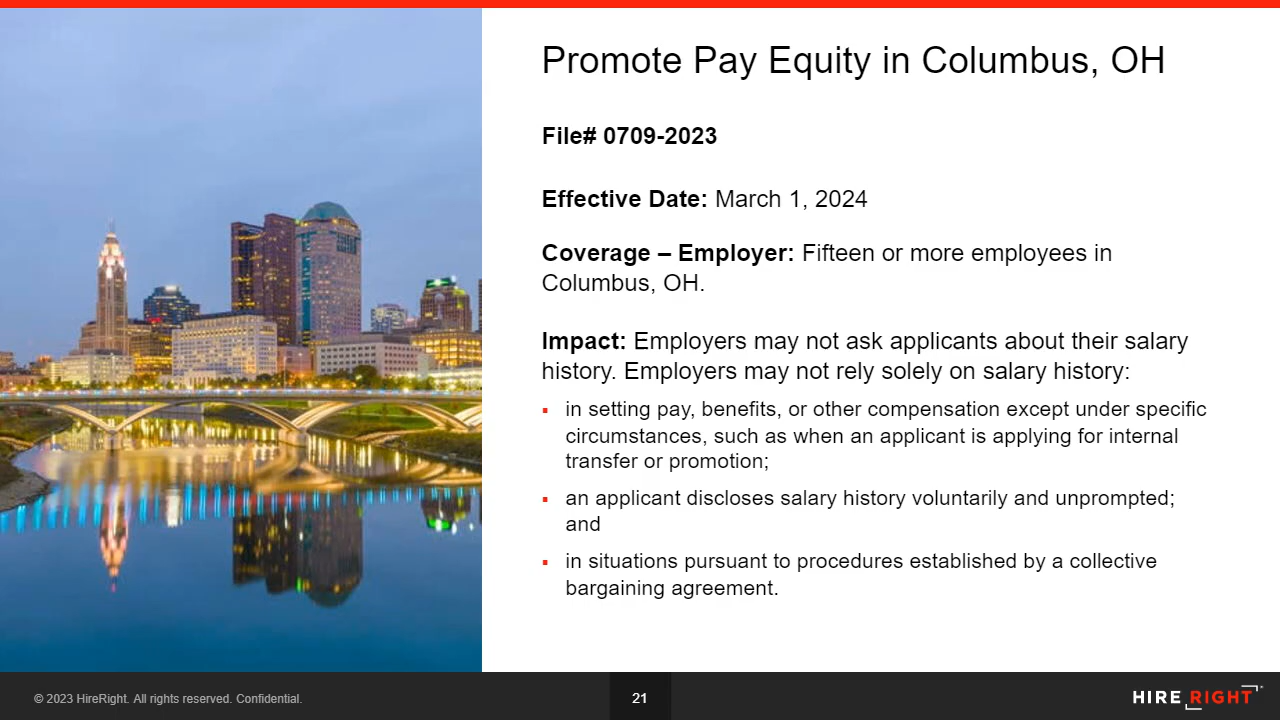 Promote Pay Equity in Columbus, OH
File# 0709-2023
Effective Date: March 1, 2024
Coverage – Employer: Fifteen or more employees in
Columbus, OH.
Impact: Employers may not ask applicants about their salary
history. Employers may not rely solely on salary history:
▪ in setting pay, benefits, or other compensation except under specific
circumstances, such as when an applicant is applying for internal
transfer or promotion;
▪ an applicant discloses salary history voluntarily and unprompted;
and
▪ in situations pursuant to procedures established by a collective
bargaining agreement.
© 2023 HireRight. All rights reserved. Confidential.
21
HIRE RIGHT